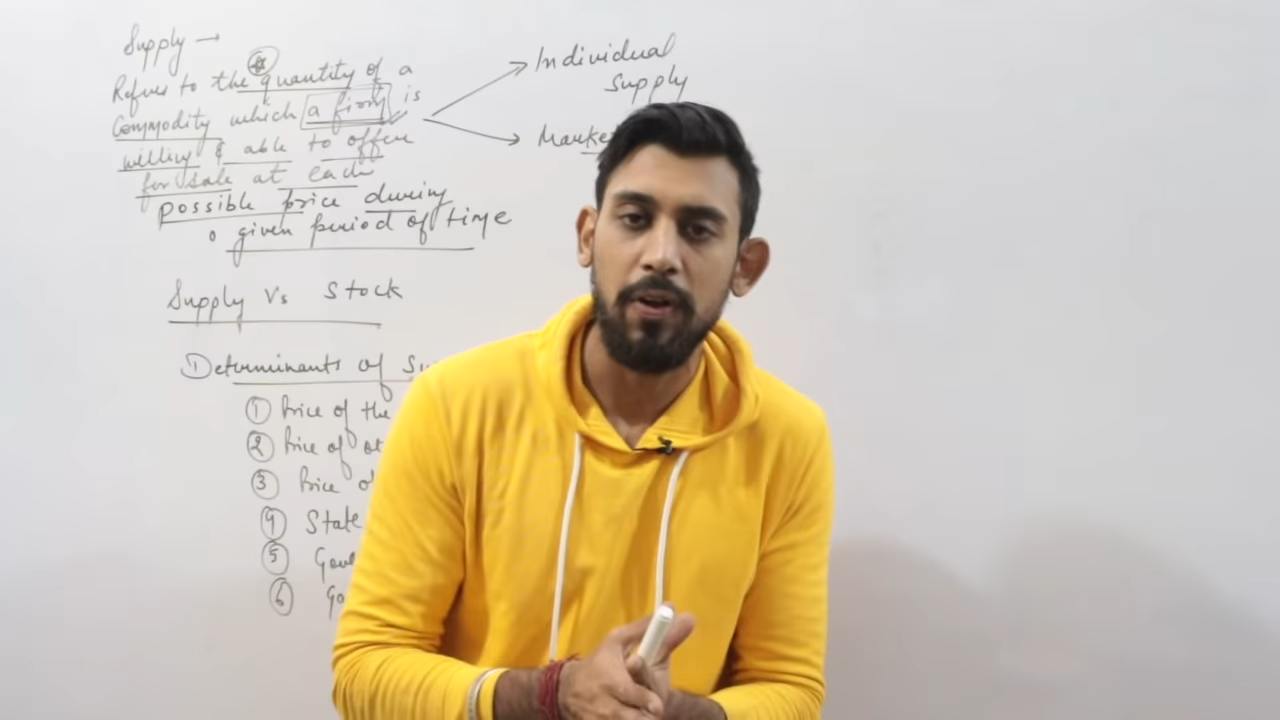 Supply →
Refers to the quantity of a
Commodity which a firm is
willing & able to offer
for sale at each
possible price during
given period of time
Individual
Supply
Supply Vs Stock
Determinants of
① Price of the
② Price of
③ Price
④ State
⑤
⑥